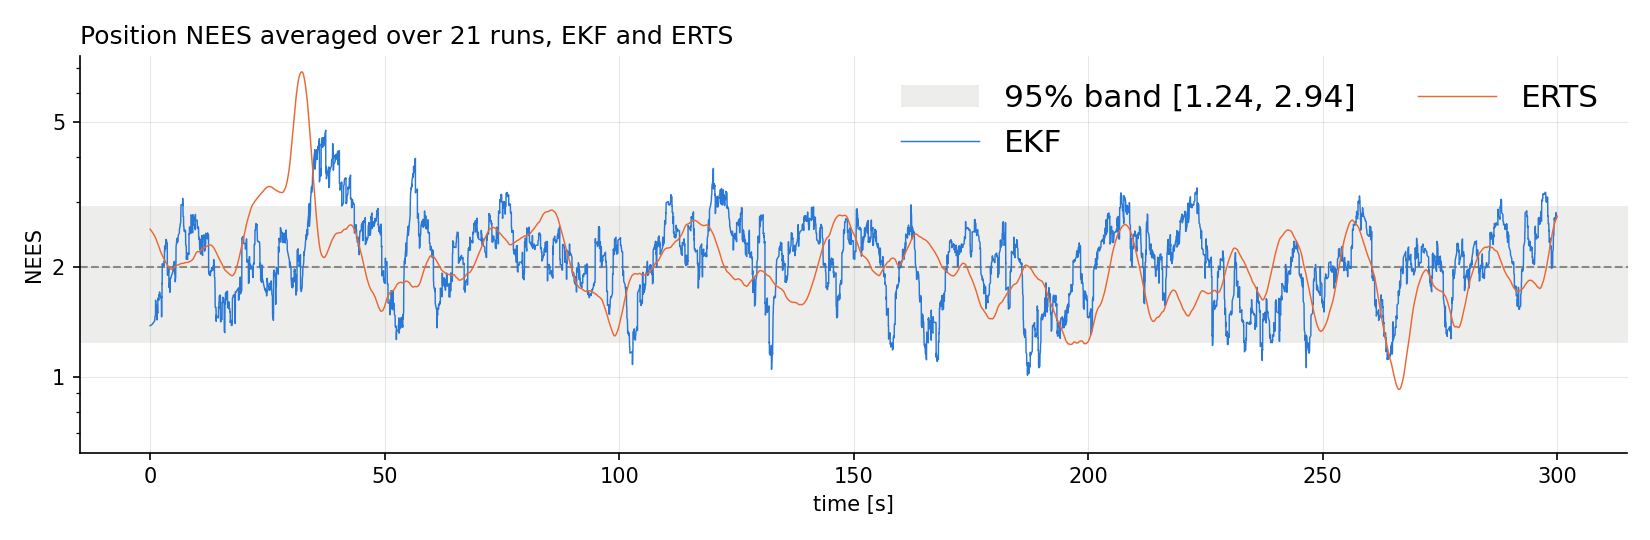 Position NEES averaged over 21 runs, EKF and ERTS
95% band [1.24, 2.94]
EKF
ERTS
NEES
5
2
1
0 50 100 150 200 250 300
time [s]